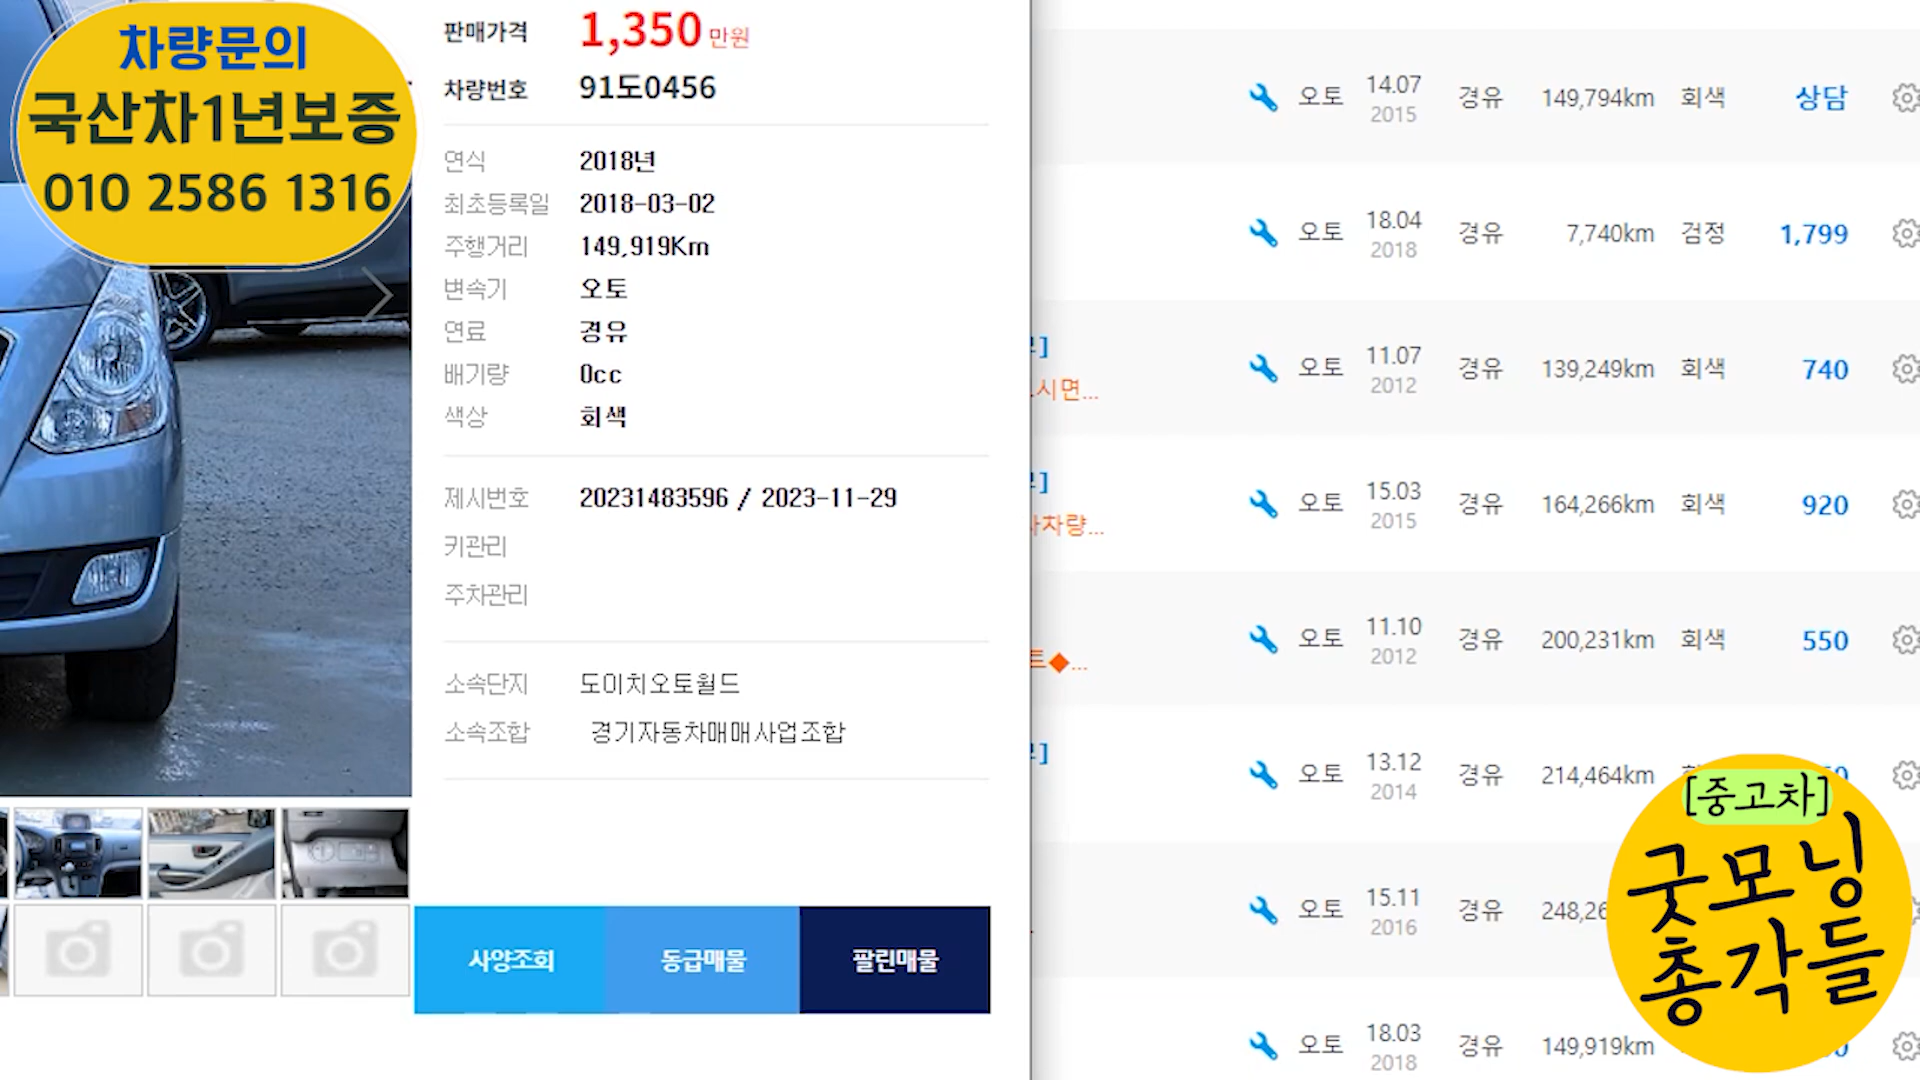 차량문의
국산차1년보증
010 2586 1316
판매가격 1,350 만원
차량번호 91도0456
연식 2018년
최초등록일 2018-03-02
주행거리 149,919Km
변속기 오토
연료 경유
배기량 0cc
색상 회색
제시번호 20231483596 / 2023-11-29
키관리
주차관리
소속단지 도이치오토월드
소속조합 경기자동차매매사업조합
사양조회 동급매물 팔린매물
오토 14.07 경유 149,794km 회색 상담
2015
오토 18.04 경유 7,740km 검정 1,799
2018
오토 11.07 경유 139,249km 회색 740
2012
시면...
오토 15.03 경유 164,266km 회색 920
2015
차량...
오토 11.10 경유 200,231km 회색 550
2012
트◆...
오토 13.12 경유 214,464km
2014
오토 15.11 경유 248,26
2016
오토 18.03 경유 149,919km
2018
[중고차]
굿모닝
총각들